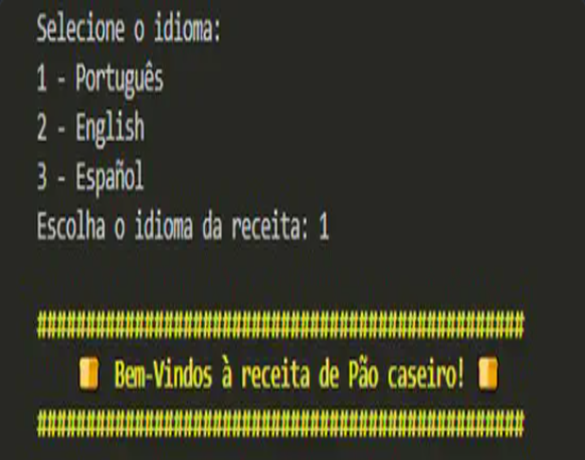 Selecione o idioma:
1 - Português
2 - English
3 - Español
Escolha o idioma da receita: 1
##################################################
🍞 Bem-Vindos à receita de Pão caseiro! 🍞
##################################################